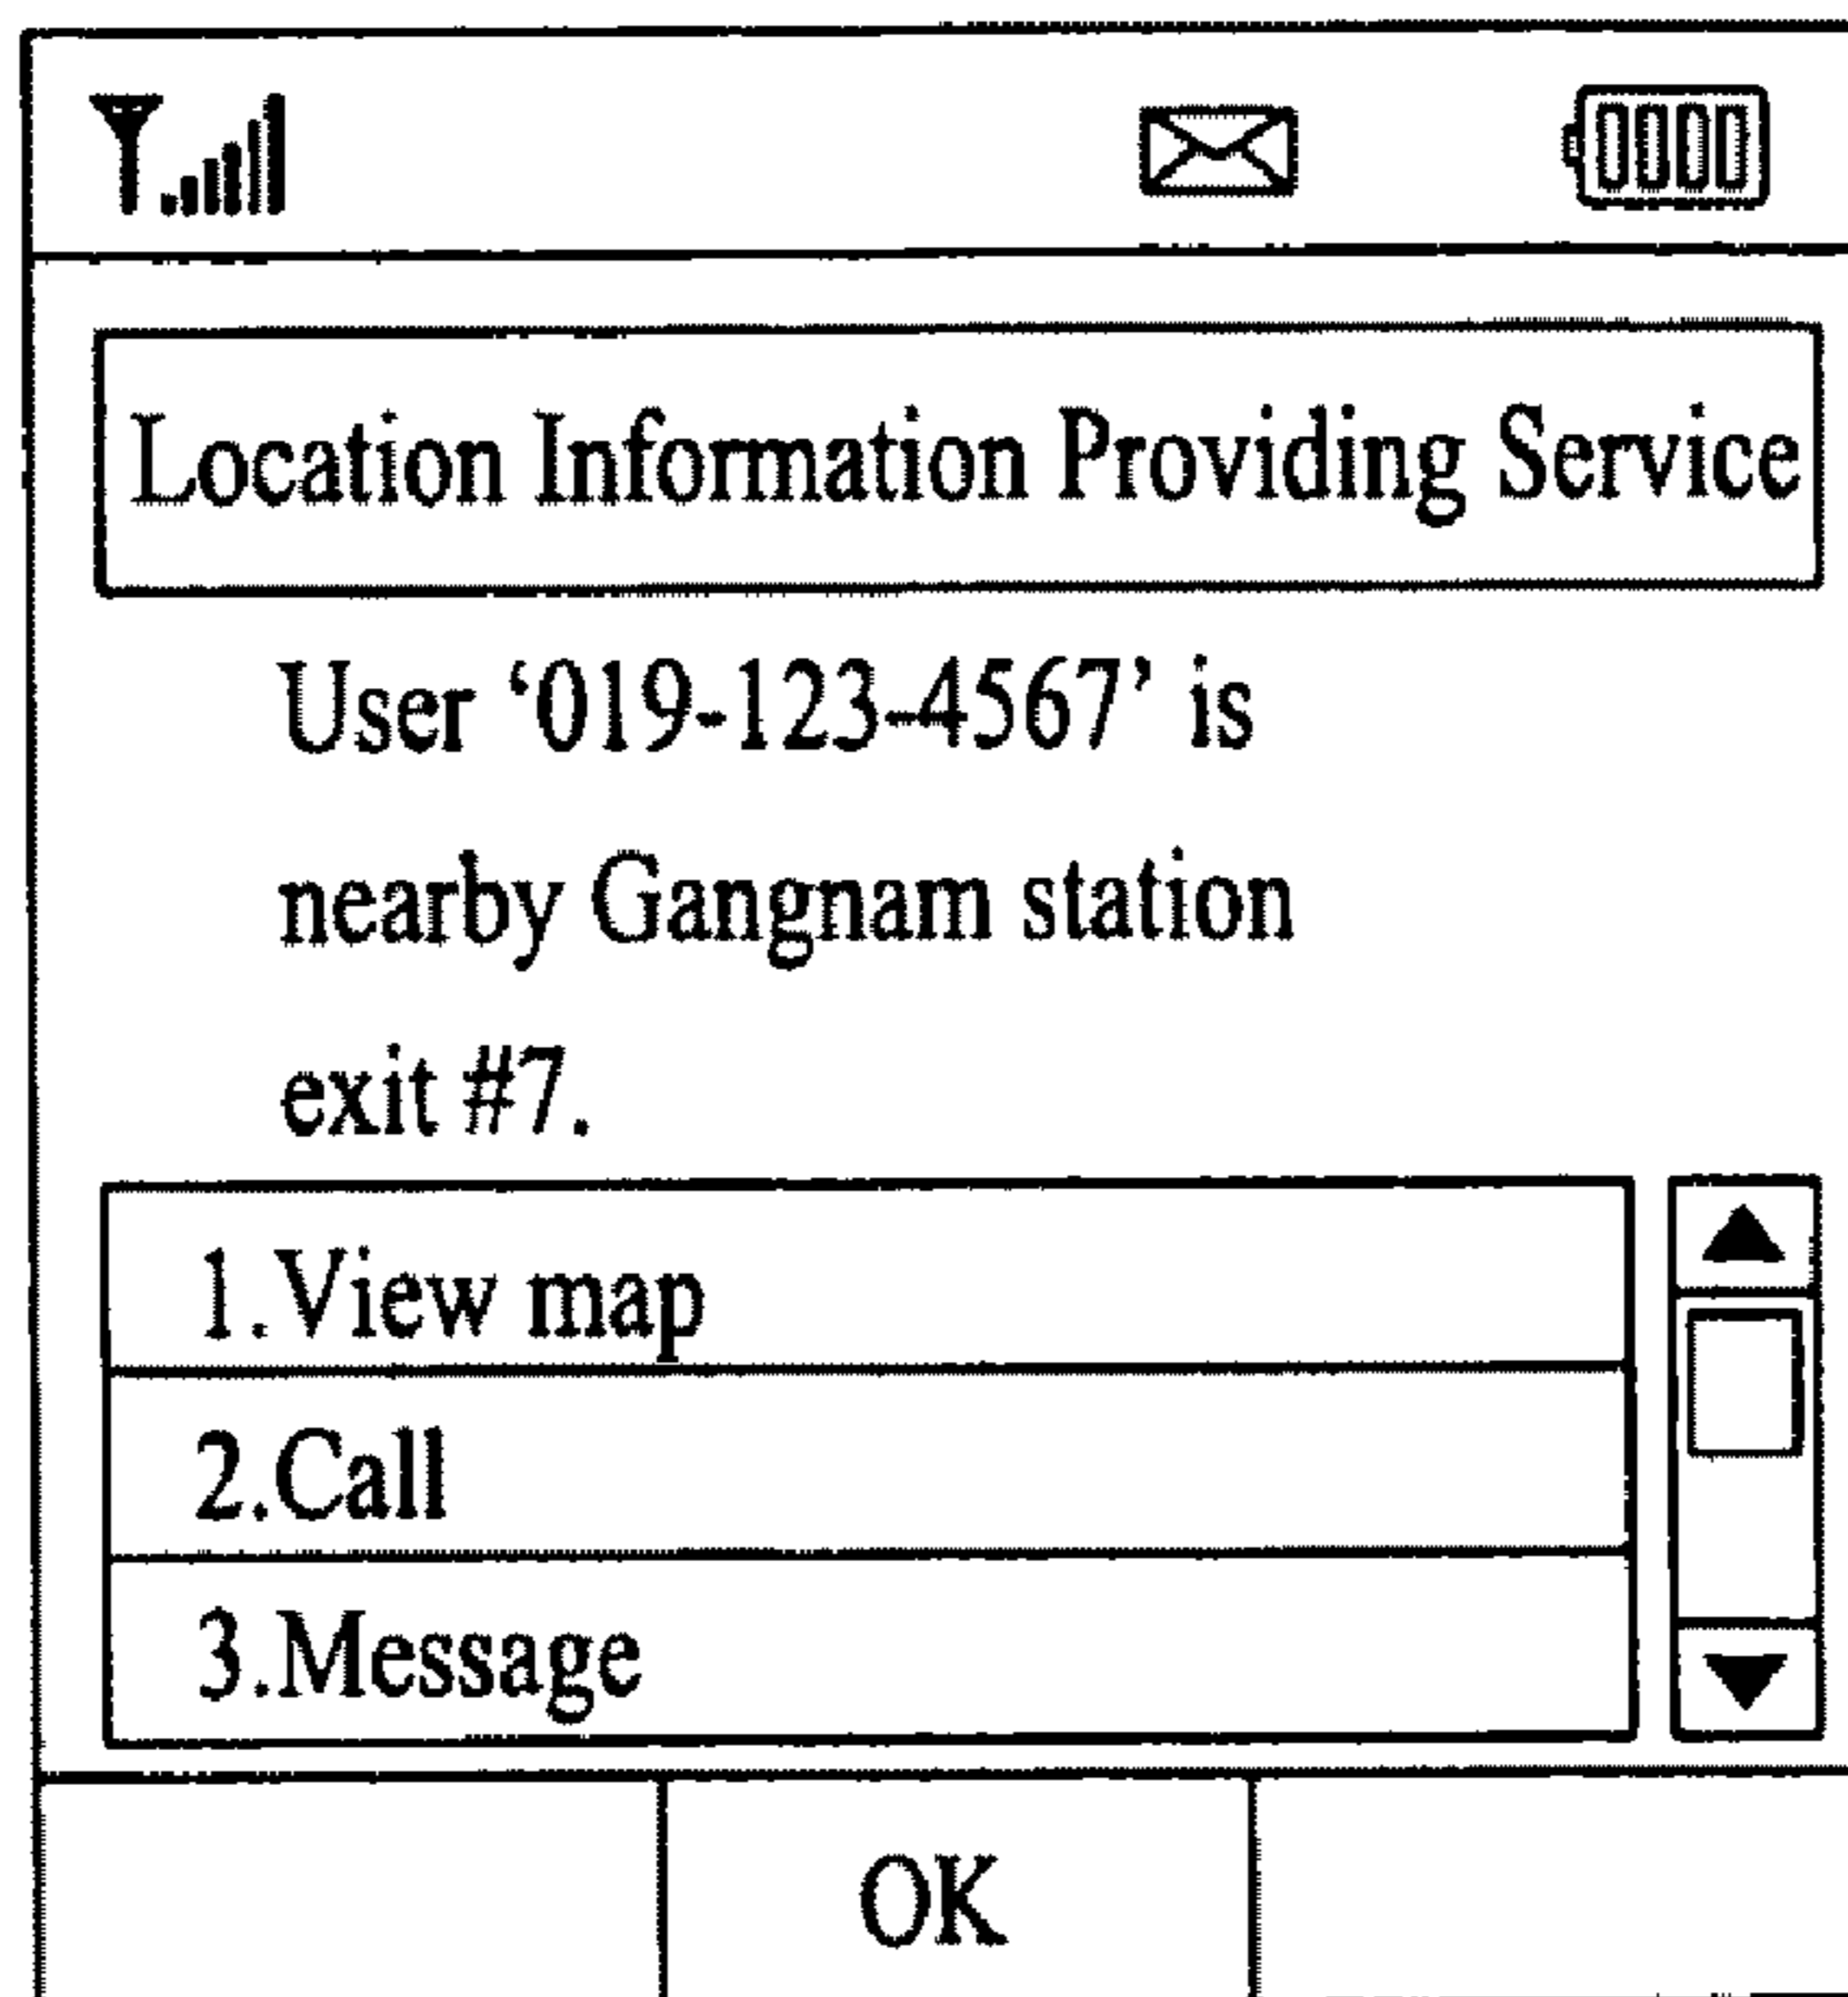 Location Information Providing Service
User ‘019-123-4567’ is
nearby Gangnam station
exit #7.
1.View map
2.Call
3.Message
OK